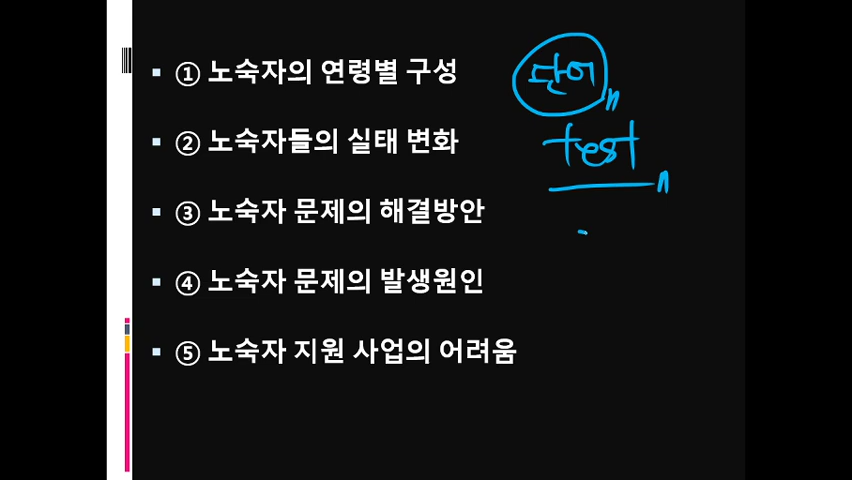 ① 노숙자의 연령별 구성
단어 n
② 노숙자들의 실태 변화
test n
③ 노숙자 문제의 해결방안
④ 노숙자 문제의 발생원인
⑤ 노숙자 지원 사업의 어려움